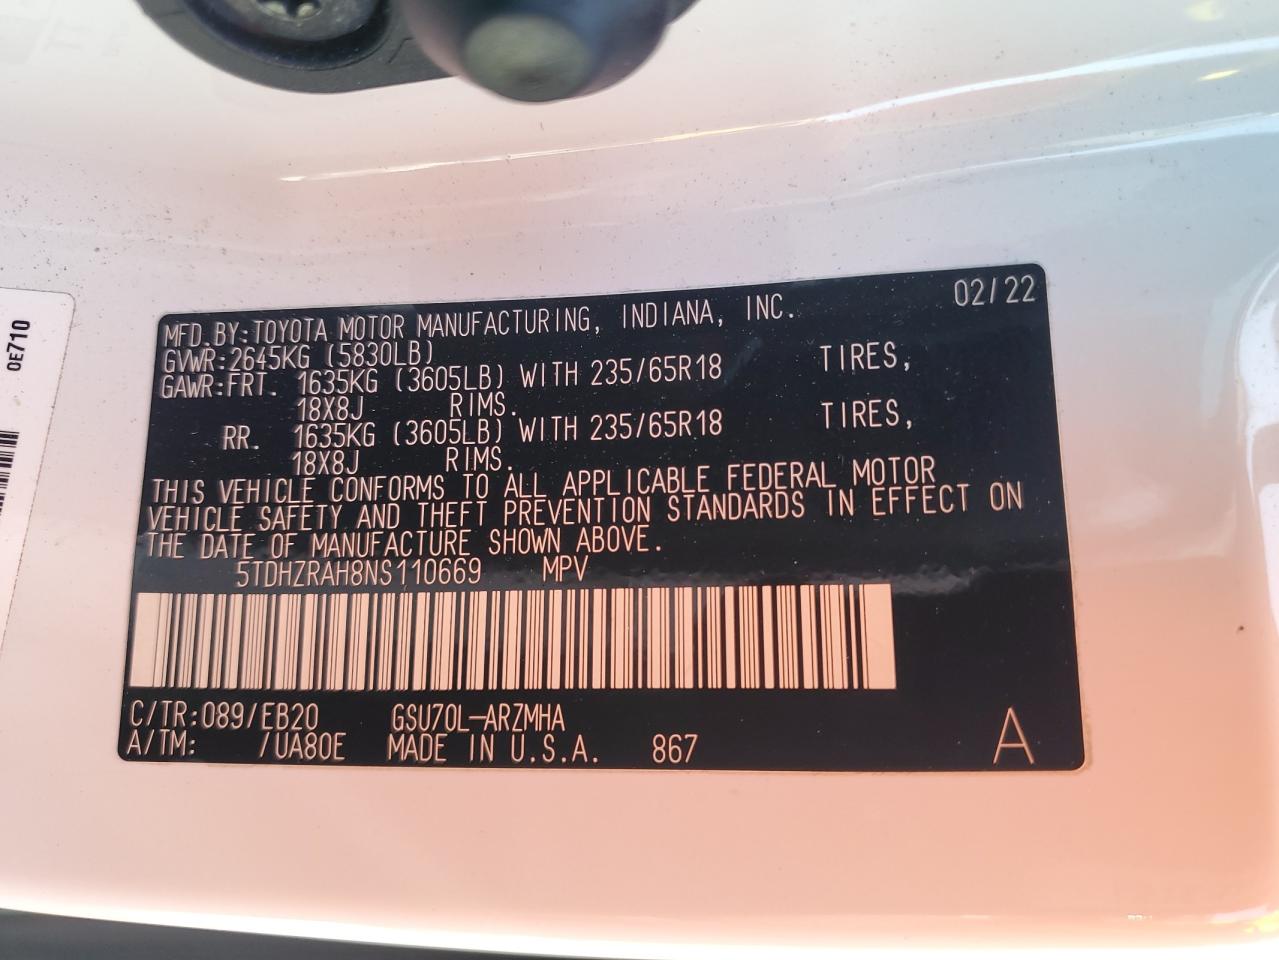 02/22
MFD.BY:TOYOTA MOTOR MANUFACTURING, INDIANA, INC.
GVWR:2645KG (5830LB)
GAWR:FRT. 1635KG (3605LB) WITH 235/65R18 TIRES,
18X8J RIMS.
RR. 1635KG (3605LB) WITH 235/65R18 TIRES,
18X8J RIMS.
THIS VEHICLE CONFORMS TO ALL APPLICABLE FEDERAL MOTOR
VEHICLE SAFETY AND THEFT PREVENTION STANDARDS IN EFFECT ON
THE DATE OF MANUFACTURE SHOWN ABOVE.
5TDHZRAH8NS110669 MPV
C/TR:089/EB20 GSU70L-ARZMHA
A/TM: /UA80E MADE IN U.S.A. 867 A
0E710